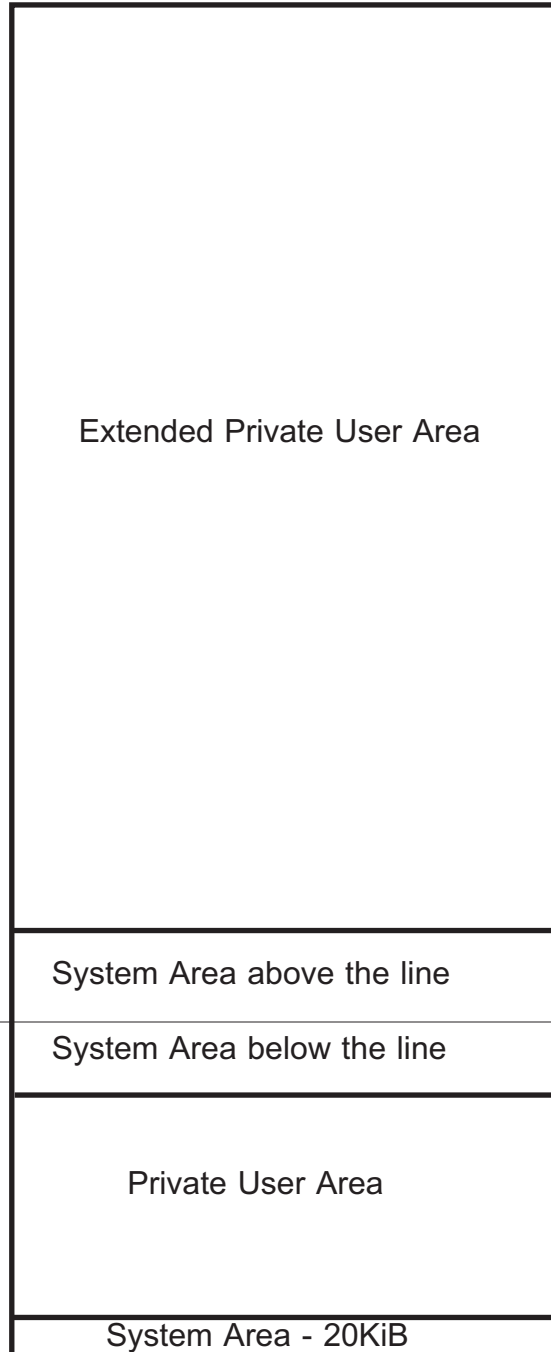 Extended Private User Area
System Area above the line
System Area below the line
Private User Area
System Area - 20KiB